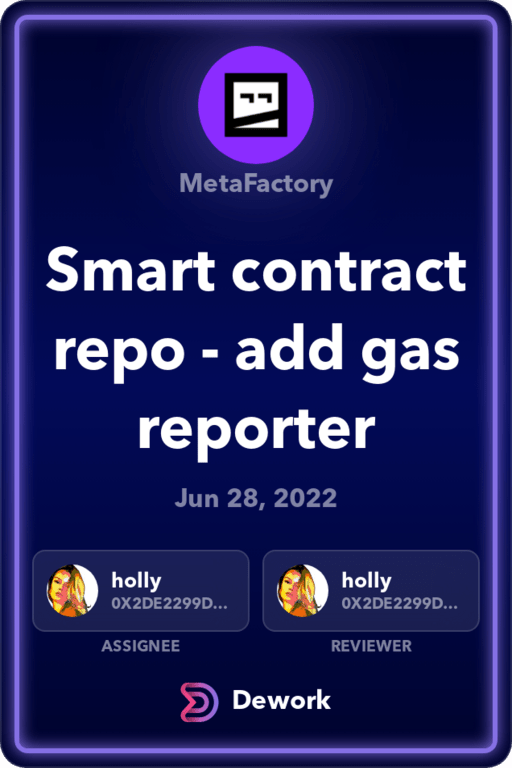 MetaFactory
Smart contract
repo - add gas
reporter
Jun 28, 2022
holly
0X2DE2299D...
ASSIGNEE
holly
0X2DE2299D...
REVIEWER
Dework